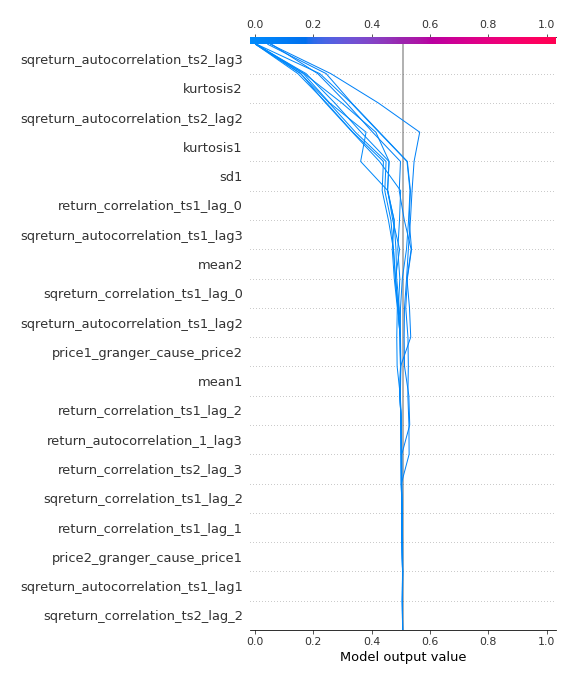 0.0 0.2 0.4 0.6 0.8 1.0
sqreturn_autocorrelation_ts2_lag3
kurtosis2
sqreturn_autocorrelation_ts2_lag2
kurtosis1
sd1
return_correlation_ts1_lag_0
sqreturn_autocorrelation_ts1_lag3
mean2
sqreturn_correlation_ts1_lag_0
sqreturn_autocorrelation_ts1_lag2
price1_granger_cause_price2
mean1
return_correlation_ts1_lag_2
return_autocorrelation_1_lag3
return_correlation_ts2_lag_3
sqreturn_correlation_ts1_lag_2
return_correlation_ts1_lag_1
price2_granger_cause_price1
sqreturn_autocorrelation_ts1_lag1
sqreturn_correlation_ts2_lag_2
0.0 0.2 0.4 0.6 0.8 1.0
Model output value